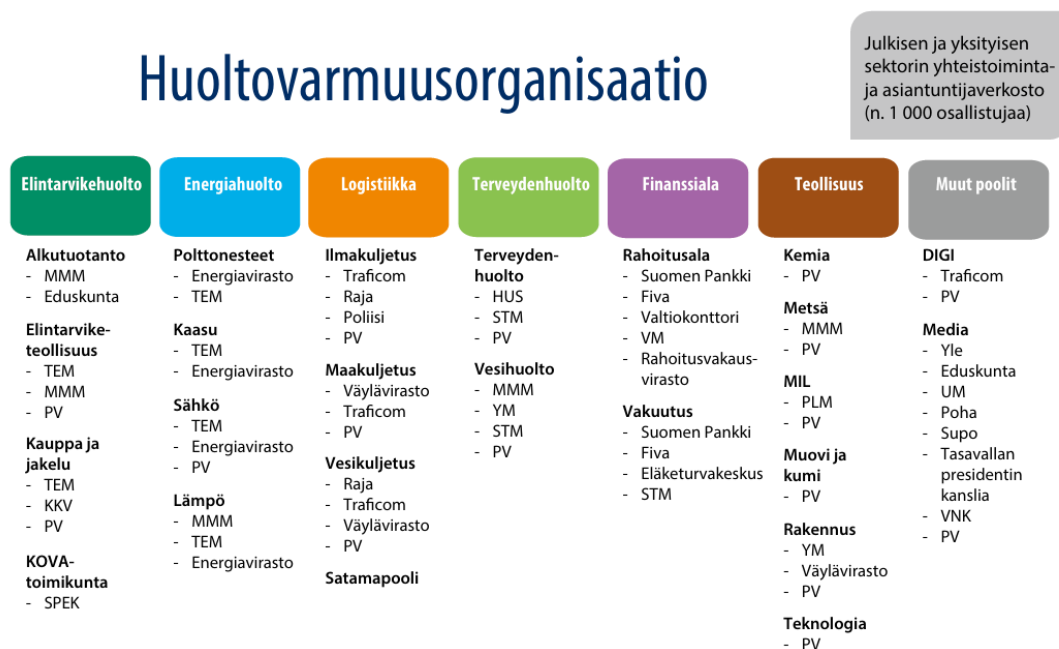 Huoltovarmuusorganisaatio
Julkisen ja yksityisen
sektorin yhteistoiminta-
ja asiantuntijaverkosto
(n. 1 000 osallistujaa)
Elintarvikehuolto
Alkutuotanto
- MMM
- Eduskunta
Elintarvike-
teollisuus
- TEM
- MMM
- PV
Kauppa ja
jakelu
- TEM
- KKV
- PV
KOVA-
toimikunta
- SPEK
Energiahuolto
Polttonesteet
- Energiavirasto
- TEM
Kaasu
- TEM
- Energiavirasto
Sähkö
- TEM
- Energiavirasto
- PV
Lämpö
- MMM
- TEM
- Energiavirasto
Logistiikka
Ilmakuljetus
- Traficom
- Raja
- Poliisi
- PV
Maakuljetus
- Väylävirasto
- Traficom
- PV
Vesikuljetus
- Raja
- Traficom
- Väylävirasto
- PV
Satamapooli
Terveydenhuolto
Terveyden-
huolto
- HUS
- STM
- PV
Vesihuolto
- MMM
- YM
- STM
- PV
Finanssiala
Rahoitusala
- Suomen Pankki
- Fiva
- Valtiokonttori
- VM
- Rahoitusvakaus-
virasto
Vakuutus
- Suomen Pankki
- Fiva
- Eläketurvakeskus
- STM
Teollisuus
Kemia
- PV
Metsä
- MMM
- PV
MIL
- PLM
- PV
Muovi ja
kumi
- PV
Rakennus
- YM
- Väylävirasto
- PV
Teknologia
- PV
Muut poolit
DIGI
- Traficom
- PV
Media
- Yle
- Eduskunta
- UM
- Poha
- Supo
- Tasavallan
presidentin
kanslia
- VNK
- PV